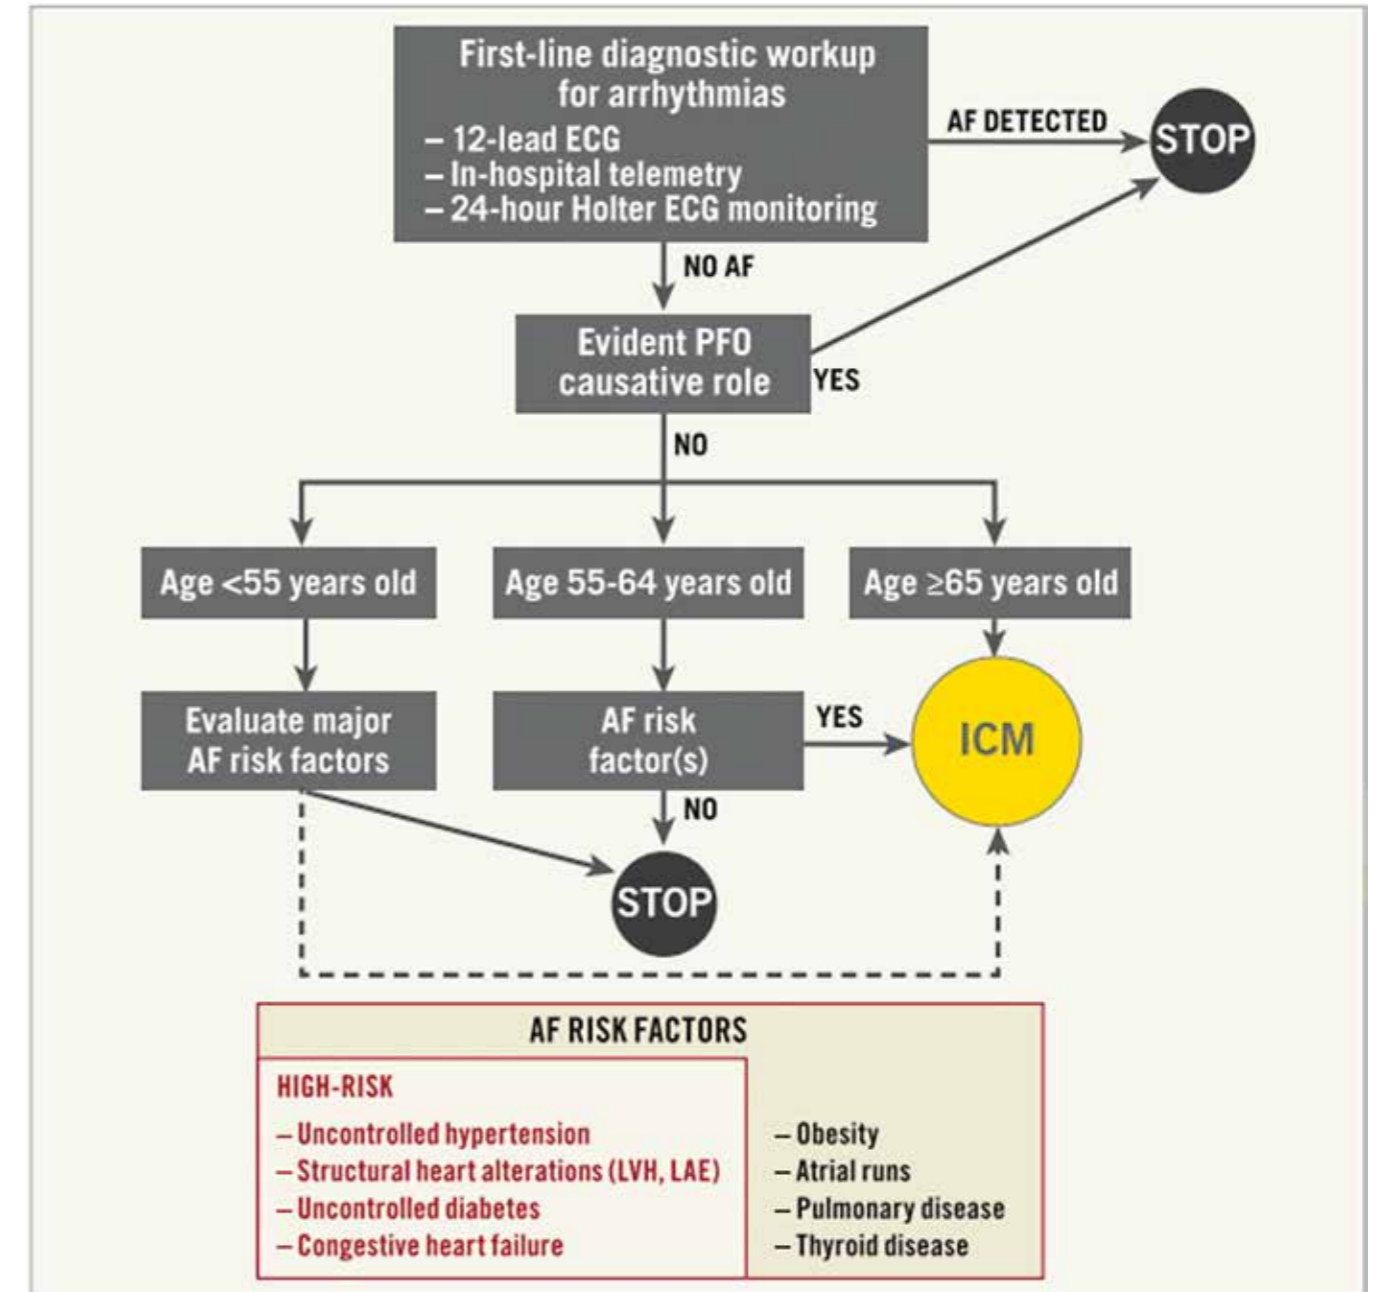 First-line diagnostic workup
for arrhythmias
– 12-lead ECG
– In-hospital telemetry
– 24-hour Holter ECG monitoring
AF DETECTED
STOP
NO AF
Evident PFO
causative role
YES
NO
Age <55 years old
Age 55-64 years old
Age ≥65 years old
Evaluate major
AF risk factors
AF risk
factor(s)
YES
ICM
NO
STOP
AF RISK FACTORS
HIGH-RISK
– Uncontrolled hypertension
– Structural heart alterations (LVH, LAE)
– Uncontrolled diabetes
– Congestive heart failure
– Obesity
– Atrial runs
– Pulmonary disease
– Thyroid disease